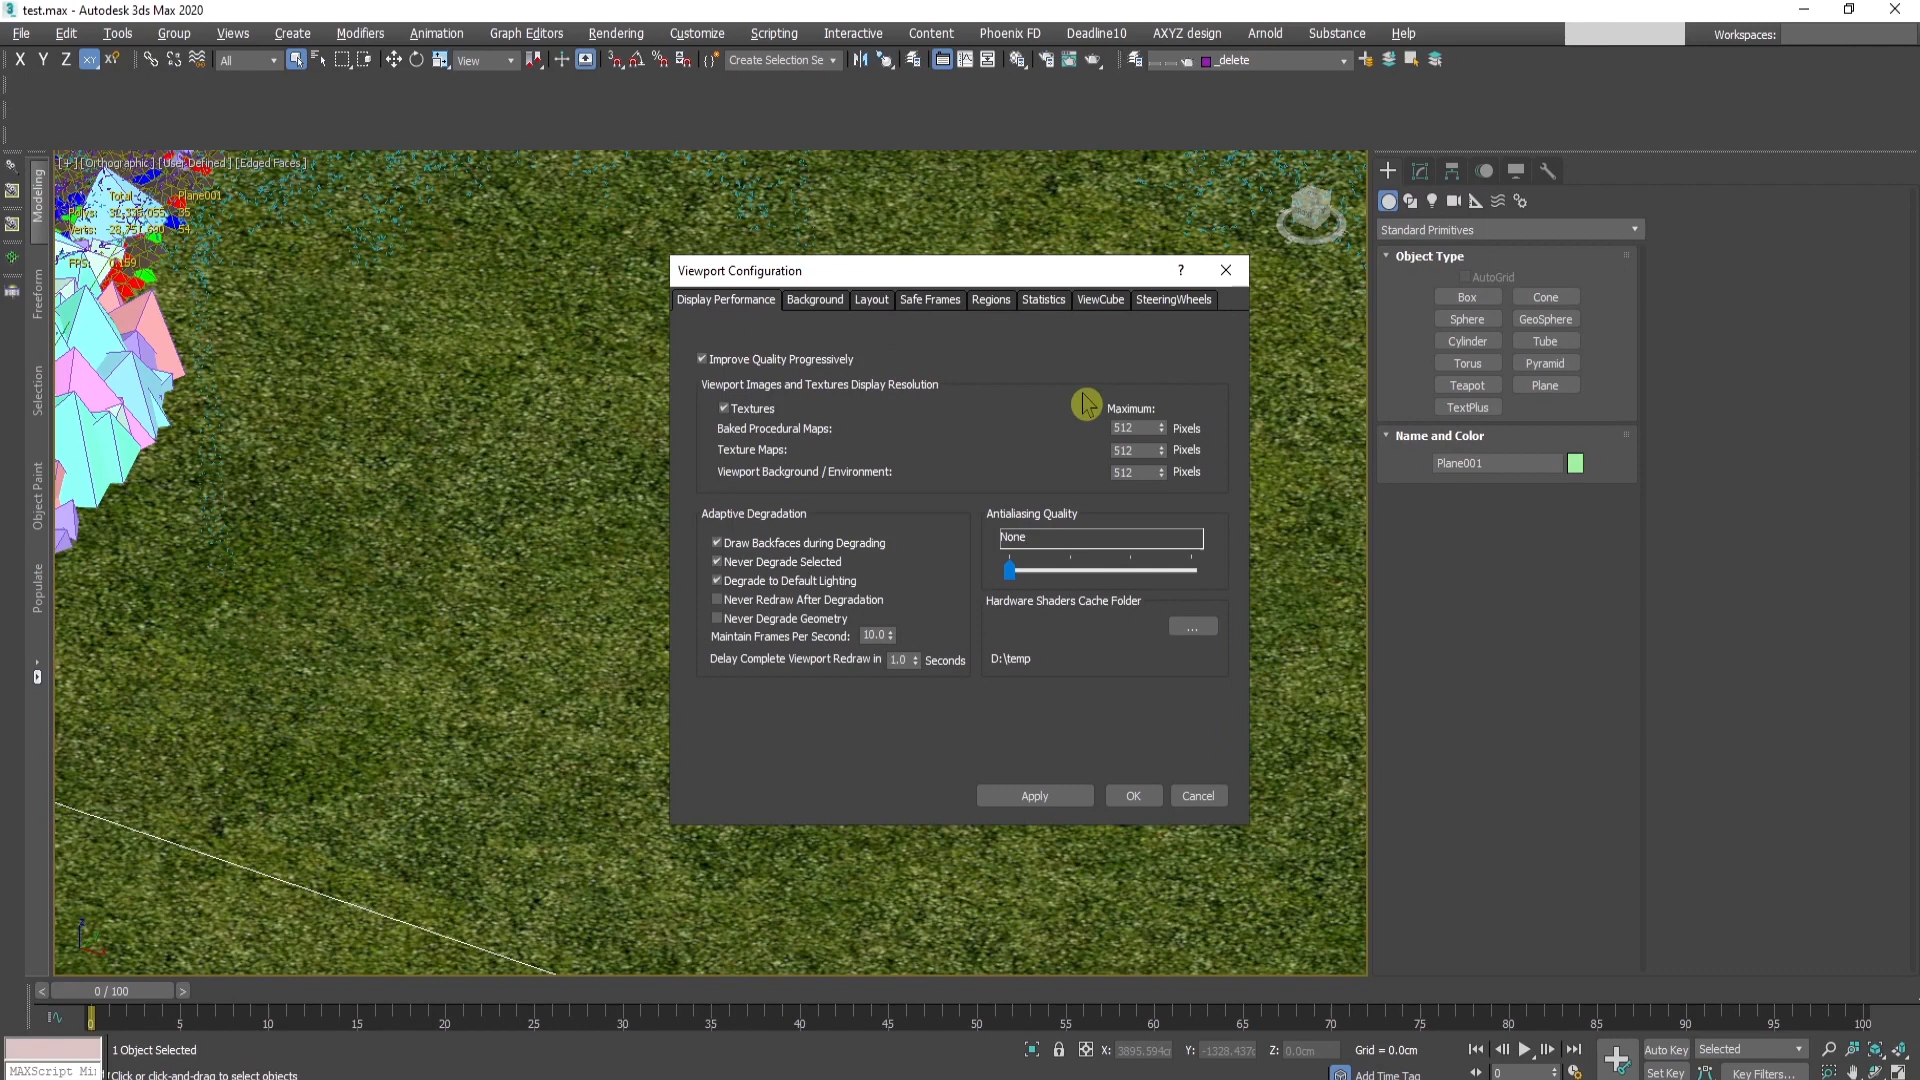 test.max - Autodesk 3ds Max 2020
File Edit Tools Group Views Create Modifiers Animation Graph Editors Rendering Customize Scripting Interactive Content Phoenix FD Deadline10 AXYZ design Arnold Substance Help Workspaces:
X Y Z XY XY All View Create Selection Se _delete
[+] [Orthographic] [User Defined] [Edged Faces]
Total Plane001
Polys: 35
Verts: 54
FPS:
Modeling
Freeform
Selection
Object Paint
Populate
Viewport Configuration ?
Display Performance Background Layout Safe Frames Regions Statistics ViewCube SteeringWheels
Improve Quality Progressively
Viewport Images and Textures Display Resolution
Textures Maximum:
Baked Procedural Maps: 512 Pixels
Texture Maps: 512 Pixels
Viewport Background / Environment: 512 Pixels
Adaptive Degradation
Draw Backfaces during Degrading
Never Degrade Selected
Degrade to Default Lighting
Never Redraw After Degradation
Never Degrade Geometry
Maintain Frames Per Second: 10.0
Delay Complete Viewport Redraw in 1.0 Seconds
Antialiasing Quality
None
Hardware Shaders Cache Folder
...
D:\temp
Apply OK Cancel
Standard Primitives
Object Type
AutoGrid
Box Cone
Sphere GeoSphere
Cylinder Tube
Torus Pyramid
Teapot Plane
TextPlus
Name and Color
Plane001
< 0 / 100 >
0 5 10 15 20 25 30 35 40 45 50 55 60 65 70 75 80 85 90 95 100
1 Object Selected X: 3895.594c Y: -1328.437c Z: 0.0cm Grid = 0.0cm Auto Key Selected
MAXScript Mi Click or click-and-drag to select objects Add Time Tag 0 Set Key Key Filters...